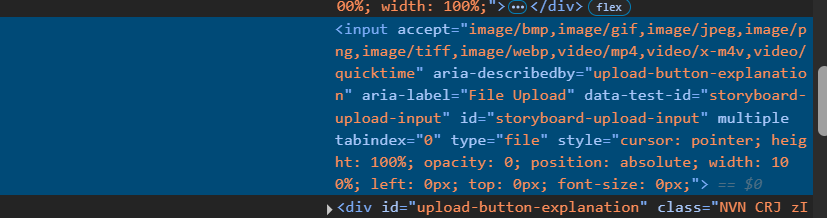 00%; width: 100%;">⋯</div> flex
<input accept="image/bmp,image/gif,image/jpeg,image/p
ng,image/tiff,image/webp,video/mp4,video/x-m4v,video/
quicktime" aria-describedby="upload-button-explanatio
n" aria-label="File Upload" data-test-id="storyboard-
upload-input" id="storyboard-upload-input" multiple
tabindex="0" type="file" style="cursor: pointer; heig
ht: 100%; opacity: 0; position: absolute; width: 10
0%; left: 0px; top: 0px; font-size: 0px;"> == $0
<div id="upload-button-explanation" class="NVN CRJ zI